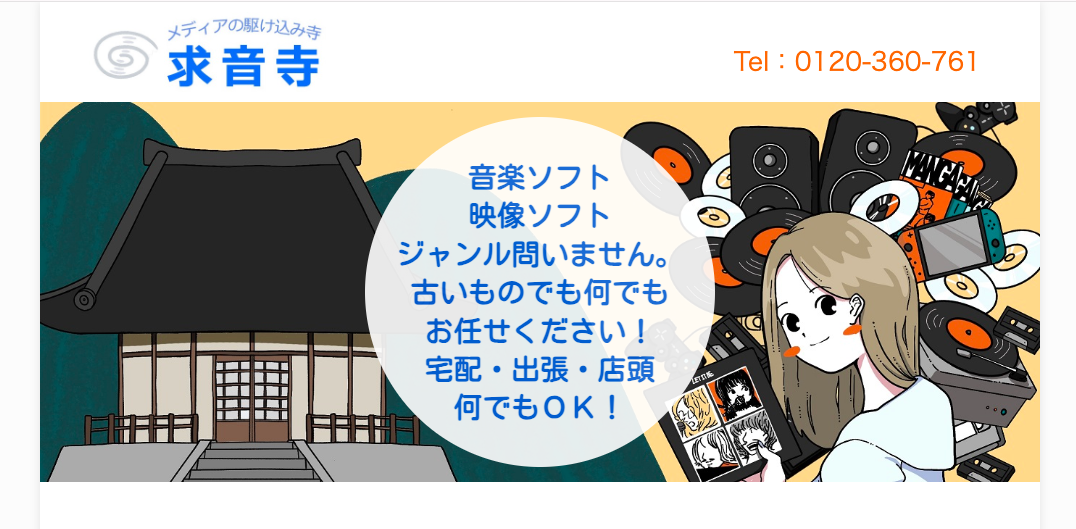 メディアの駆け込み寺
求音寺
Tel：0120-360-761
音楽ソフト
映像ソフト
ジャンル問いません。
古いものでも何でも
お任せください！
宅配・出張・店頭
何でもＯＫ！
MANGA
LET IT BE